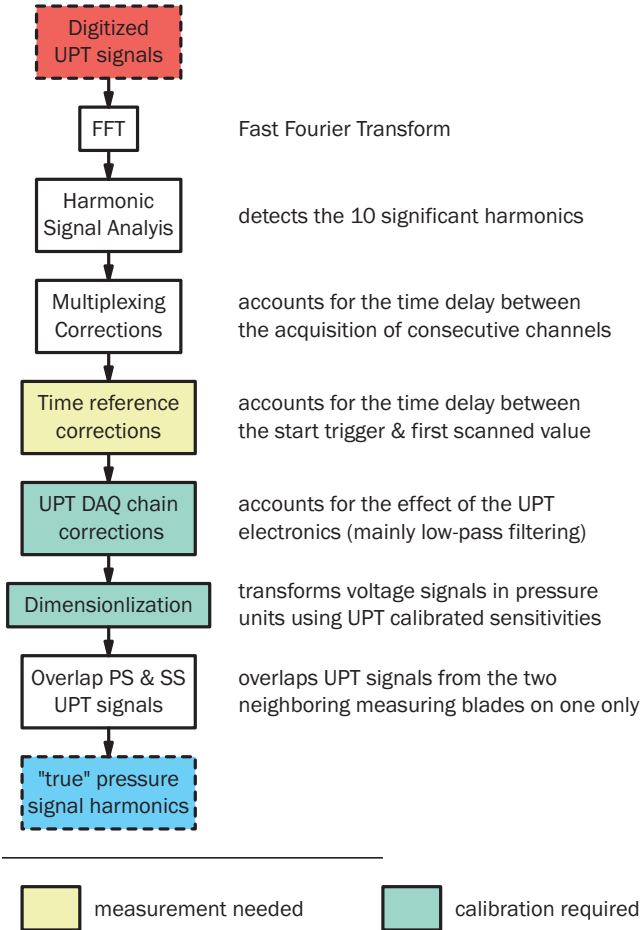 Digitized
UPT signals
FFT
Fast Fourier Transform
Harmonic
Signal Analyis
detects the 10 significant harmonics
Multiplexing
Corrections
accounts for the time delay between
the acquisition of consecutive channels
Time reference
corrections
accounts for the time delay between
the start trigger & first scanned value
UPT DAQ chain
corrections
accounts for the effect of the UPT
electronics (mainly low-pass filtering)
Dimensionlization
transforms voltage signals in pressure
units using UPT calibrated sensitivities
Overlap PS & SS
UPT signals
overlaps UPT signals from the two
neighboring measuring blades on one only
"true" pressure
signal harmonics
measurement needed
calibration required